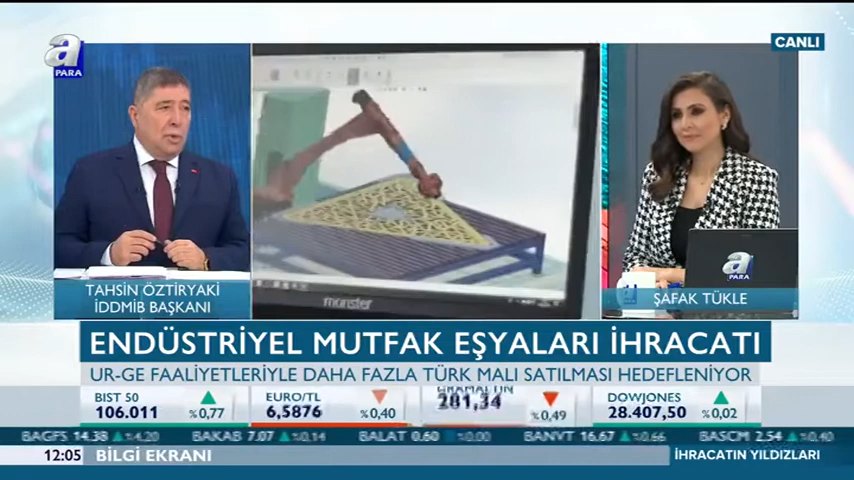 a
PARA
CANLI
monster
a
PARA
TAHSİN ÖZTİRYAKİ
İDDMİB BAŞKANI
ŞAFAK TÜKLE
ENDÜSTRİYEL MUTFAK EŞYALARI İHRACATI
UR-GE FAALİYETLERİYLE DAHA FAZLA TÜRK MALI SATILMASI HEDEFLENİYOR
BIST 50 EURO/TL DOWJONES
106.011 %0,77 6,5876 %0,40 281,34 %0,49 28.407,50 %0,02
BAGFS 14.38 %4.20 BAKAB 7.07 %0.14 BALAT 0.60 %0.00 BANVT 16.67 %0.66 BASCM 2.54 %0.40
12:05 BİLGİ EKRANI İHRACATIN YILDIZLARI